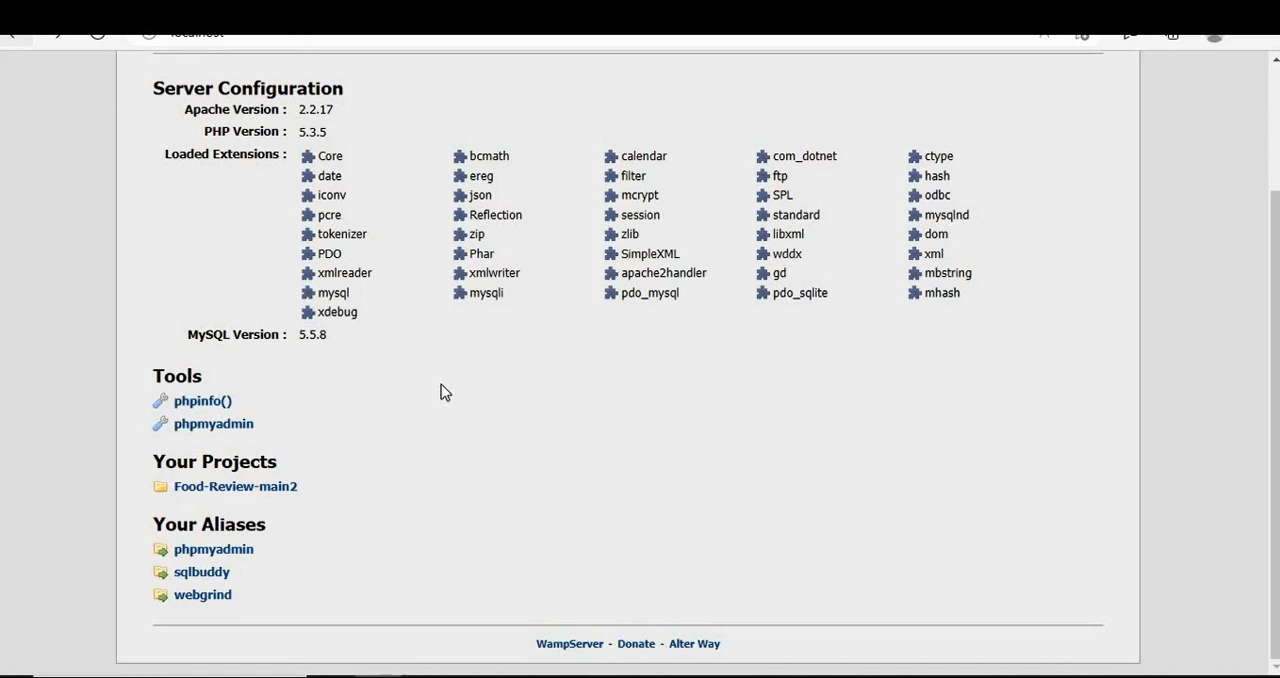 localhost
Server Configuration
Apache Version : 2.2.17
PHP Version : 5.3.5
Loaded Extensions : Core bcmath calendar com_dotnet ctype
date ereg filter ftp hash
iconv json mcrypt SPL odbc
pcre Reflection session standard mysqlnd
tokenizer zip zlib libxml dom
PDO Phar SimpleXML wddx xml
xmlreader xmlwriter apache2handler gd mbstring
mysql mysqli pdo_mysql pdo_sqlite mhash
xdebug
MySQL Version : 5.5.8
Tools
phpinfo()
phpmyadmin
Your Projects
Food-Review-main2
Your Aliases
phpmyadmin
sqlbuddy
webgrind
WampServer - Donate - Alter Way